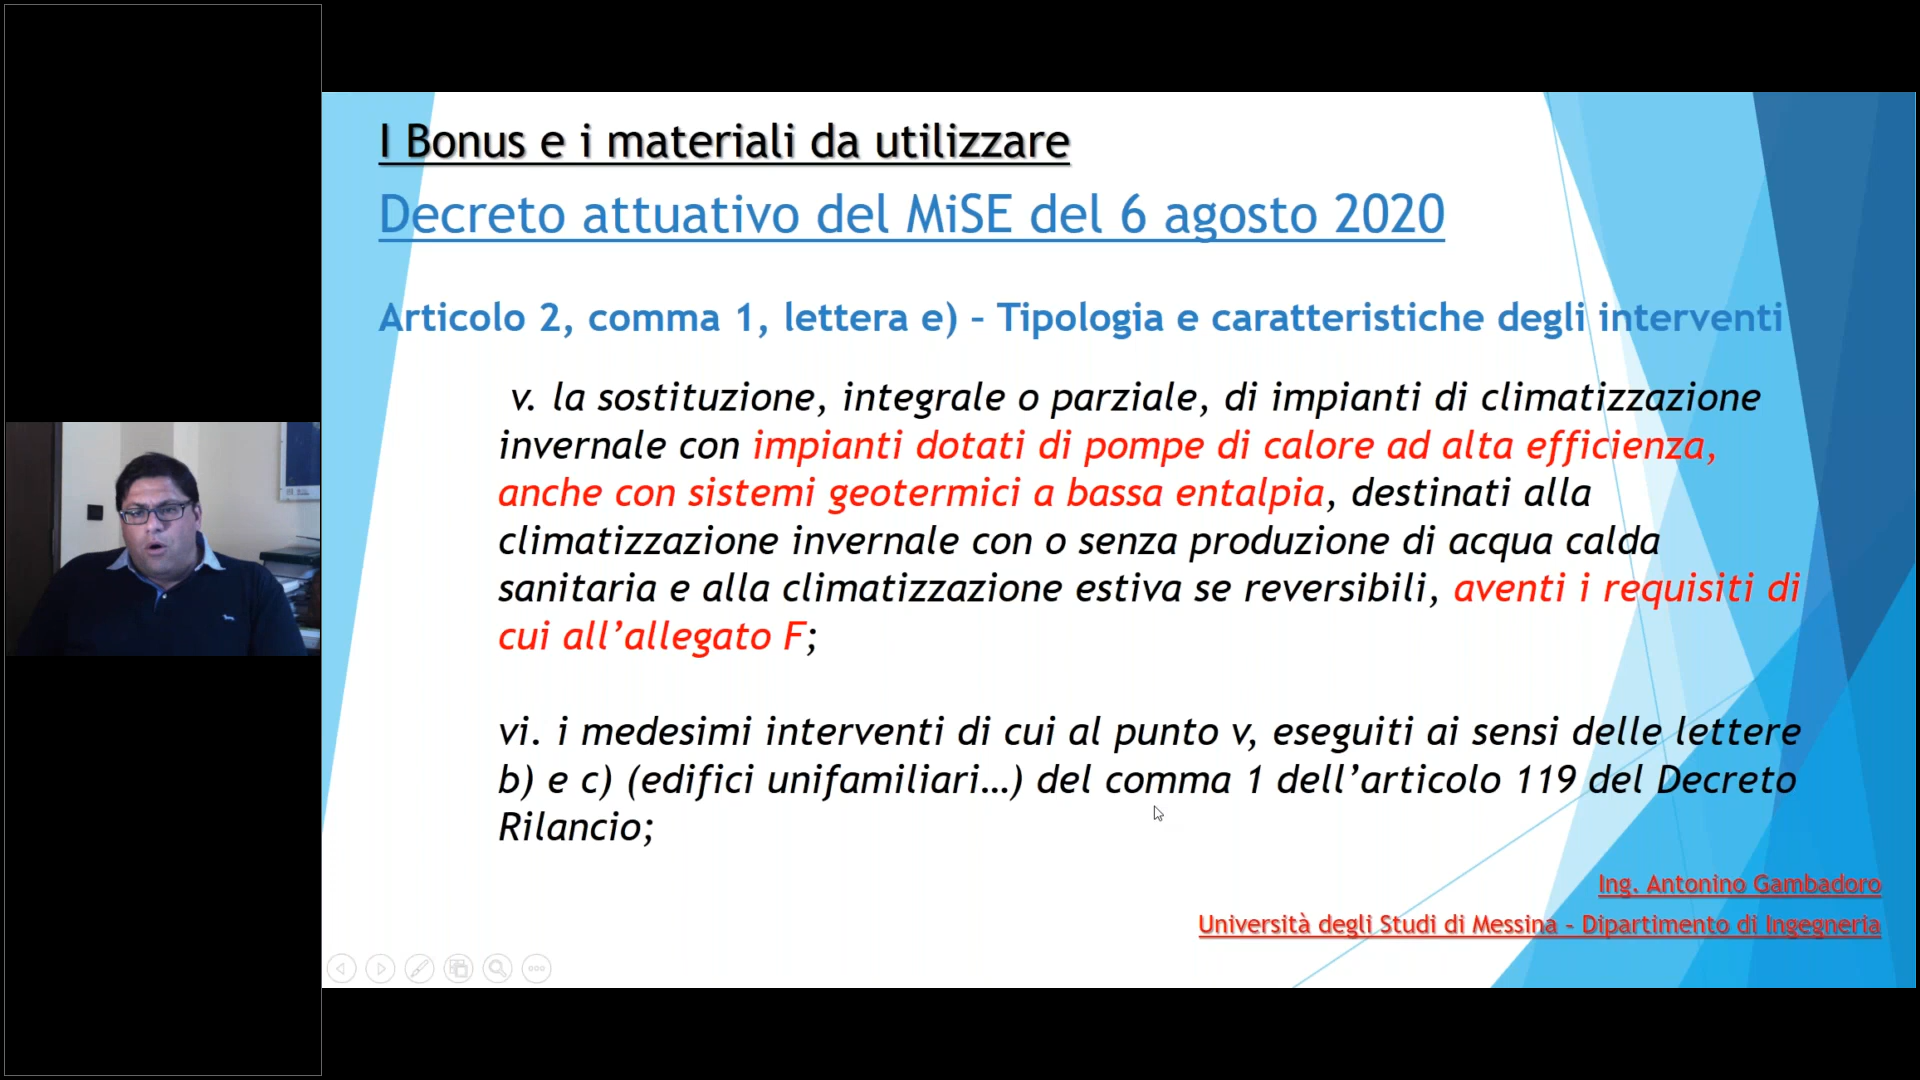 I Bonus e i materiali da utilizzare
Decreto attuativo del MiSE del 6 agosto 2020
Articolo 2, comma 1, lettera e) – Tipologia e caratteristiche degli interventi
v. la sostituzione, integrale o parziale, di impianti di climatizzazione
invernale con impianti dotati di pompe di calore ad alta efficienza,
anche con sistemi geotermici a bassa entalpia, destinati alla
climatizzazione invernale con o senza produzione di acqua calda
sanitaria e alla climatizzazione estiva se reversibili, aventi i requisiti di
cui all’allegato F;
vi. i medesimi interventi di cui al punto v, eseguiti ai sensi delle lettere
b) e c) (edifici unifamiliari…) del comma 1 dell’articolo 119 del Decreto
Rilancio;
Ing. Antonino Gambadoro
Università degli Studi di Messina – Dipartimento di Ingegneria